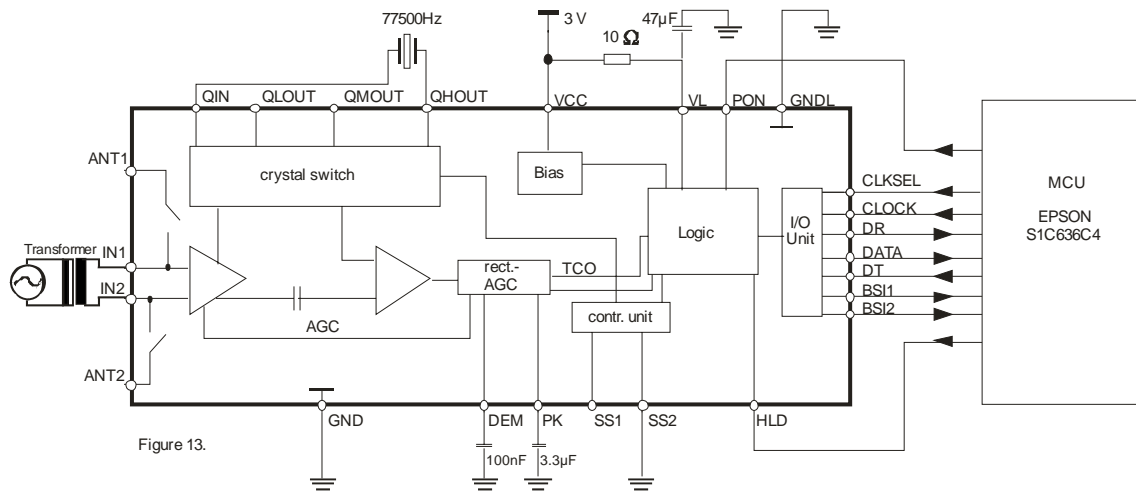 77500Hz
3 V
47µF
10 Ω
QIN
QLOUT
QMOUT
QHOUT
VCC
VL
PON
GNDL
ANT1
crystal switch
Bias
MCU
EPSON
S1C636C4
CLKSEL
CLOCK
DR
DATA
DT
BSI1
BSI2
I/O
Unit
Logic
Transformer
IN1
IN2
rect.-
AGC
TCO
contr. unit
AGC
ANT2
GND
DEM
PK
SS1
SS2
HLD
Figure 13.
100nF
3.3µF